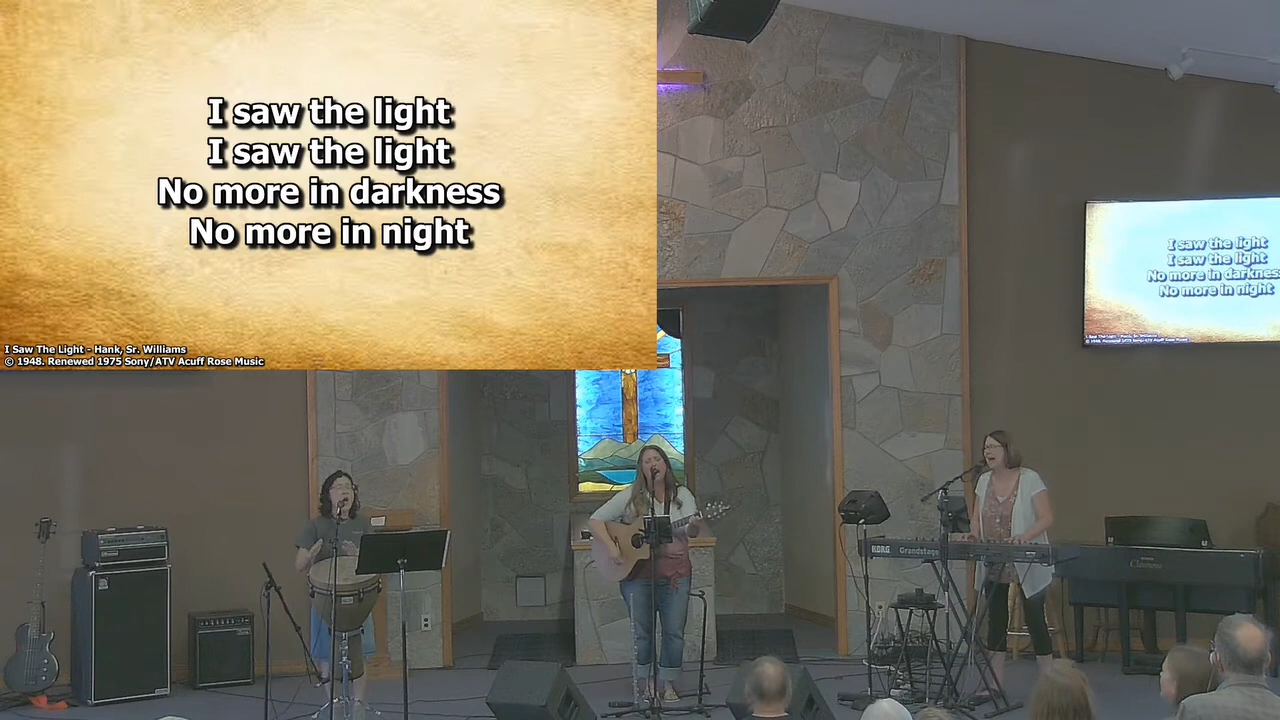 I saw the light
I saw the light
No more in darkness
No more in night
I Saw The Light - Hank, Sr. Williams
© 1948. Renewed 1975 Sony/ATV Acuff Rose Music
I saw the light
I saw the light
No more in darkness
No more in night
KORG Grandstage